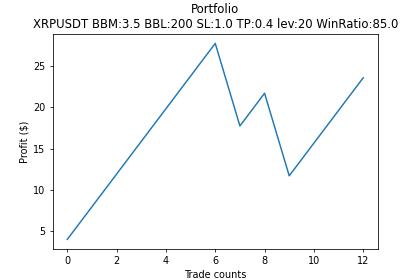 Portfolio
XRPUSDT BBM:3.5 BBL:200 SL:1.0 TP:0.4 lev:20 WinRatio:85.0
25
20
15
10
5
Profit ($)
0 2 4 6 8 10 12
Trade counts